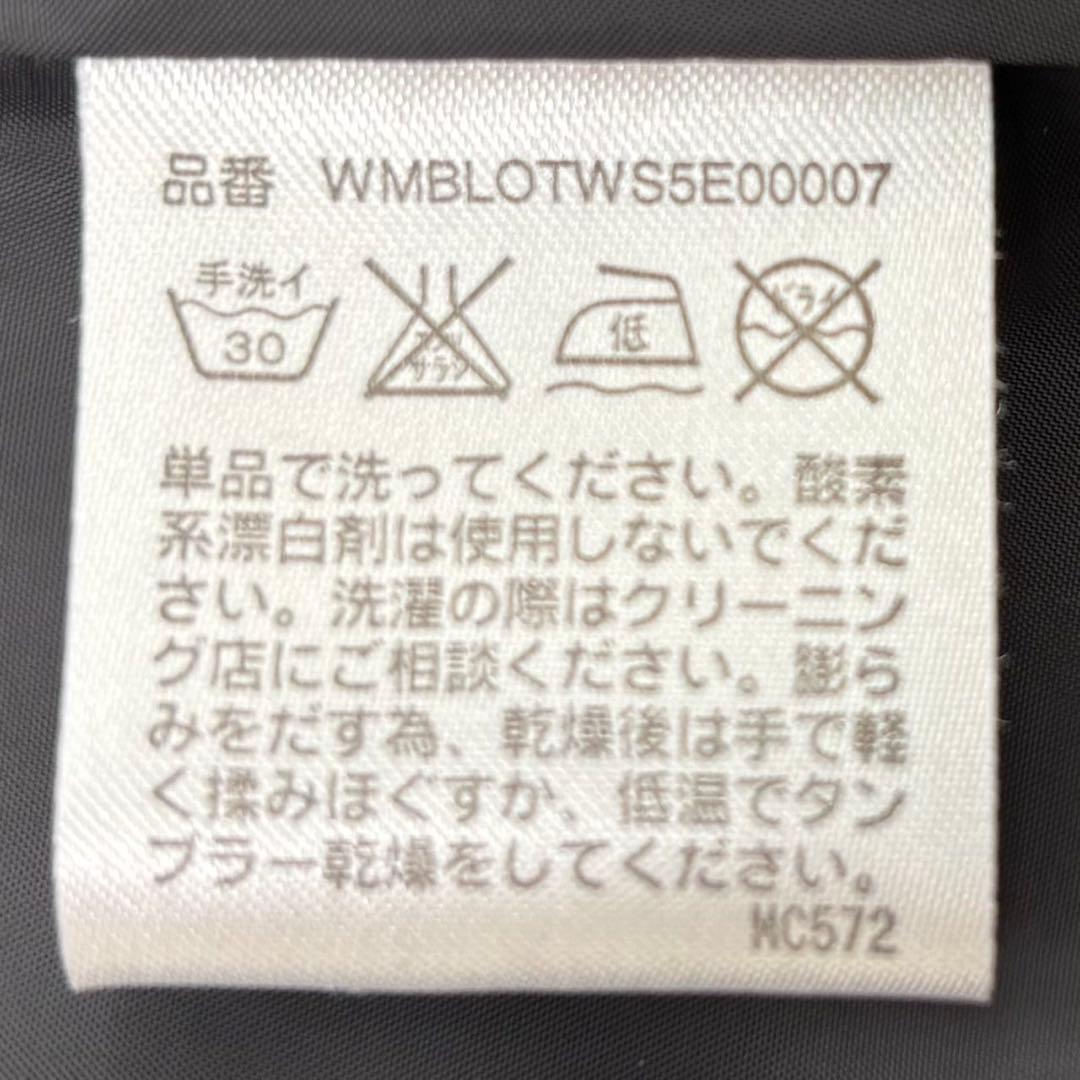 品番 WMBLOTWS5E00007
手洗イ 30 エンソサラシ 低 ドライ
単品で洗ってください。酸素
系漂白剤は使用しないでくだ
さい。洗濯の際はクリーニン
グ店にご相談ください。膨ら
みをだす為、乾燥後は手で軽
く揉みほぐすか、低温でタン
ブラー乾燥をしてください。
MC572